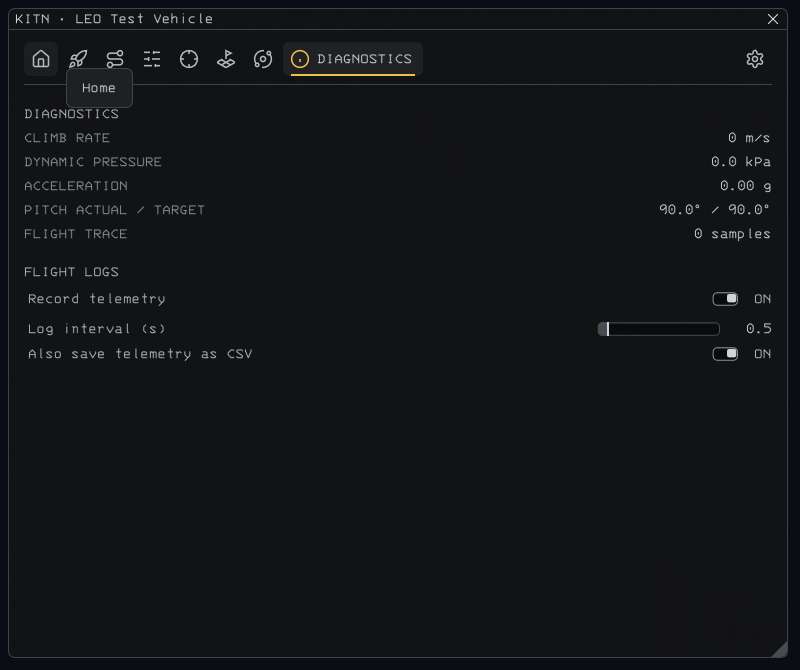 KITN · LEO Test Vehicle
DIAGNOSTICS
Home
DIAGNOSTICS
CLIMB RATE 0 m/s
DYNAMIC PRESSURE 0.0 kPa
ACCELERATION 0.00 g
PITCH ACTUAL / TARGET 90.0° / 90.0°
FLIGHT TRACE 0 samples
FLIGHT LOGS
Record telemetry ON
Log interval (s) 0.5
Also save telemetry as CSV ON